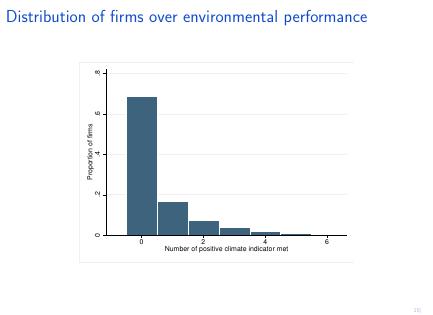 Distribution of firms over environmental performance
.8
.6
.4
.2
0
Proportion of firms
0 2 4 6
Number of positive climate indicator met